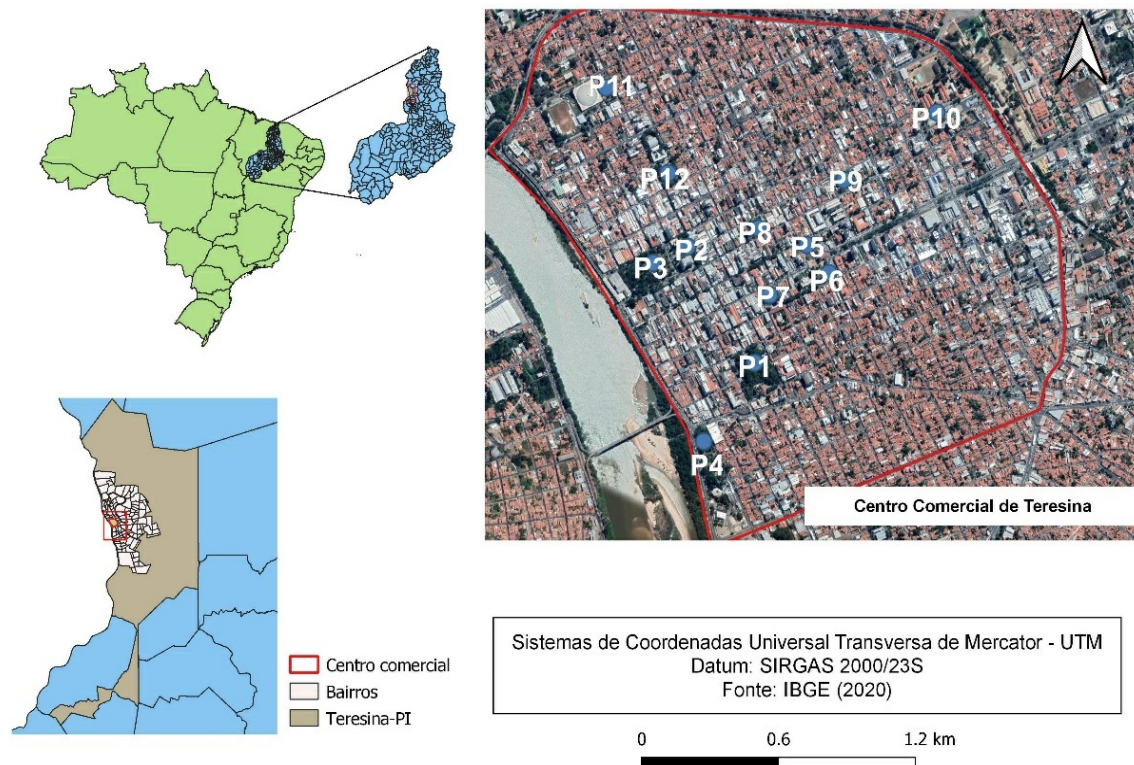 P11
P10
P12
P9
P8
P2
P5
P3
P6
P7
P1
P4
Centro Comercial de Teresina
Centro comercial
Bairros
Teresina-PI
Sistemas de Coordenadas Universal Transversa de Mercator - UTM
Datum: SIRGAS 2000/23S
Fonte: IBGE (2020)
0 0.6 1.2 km